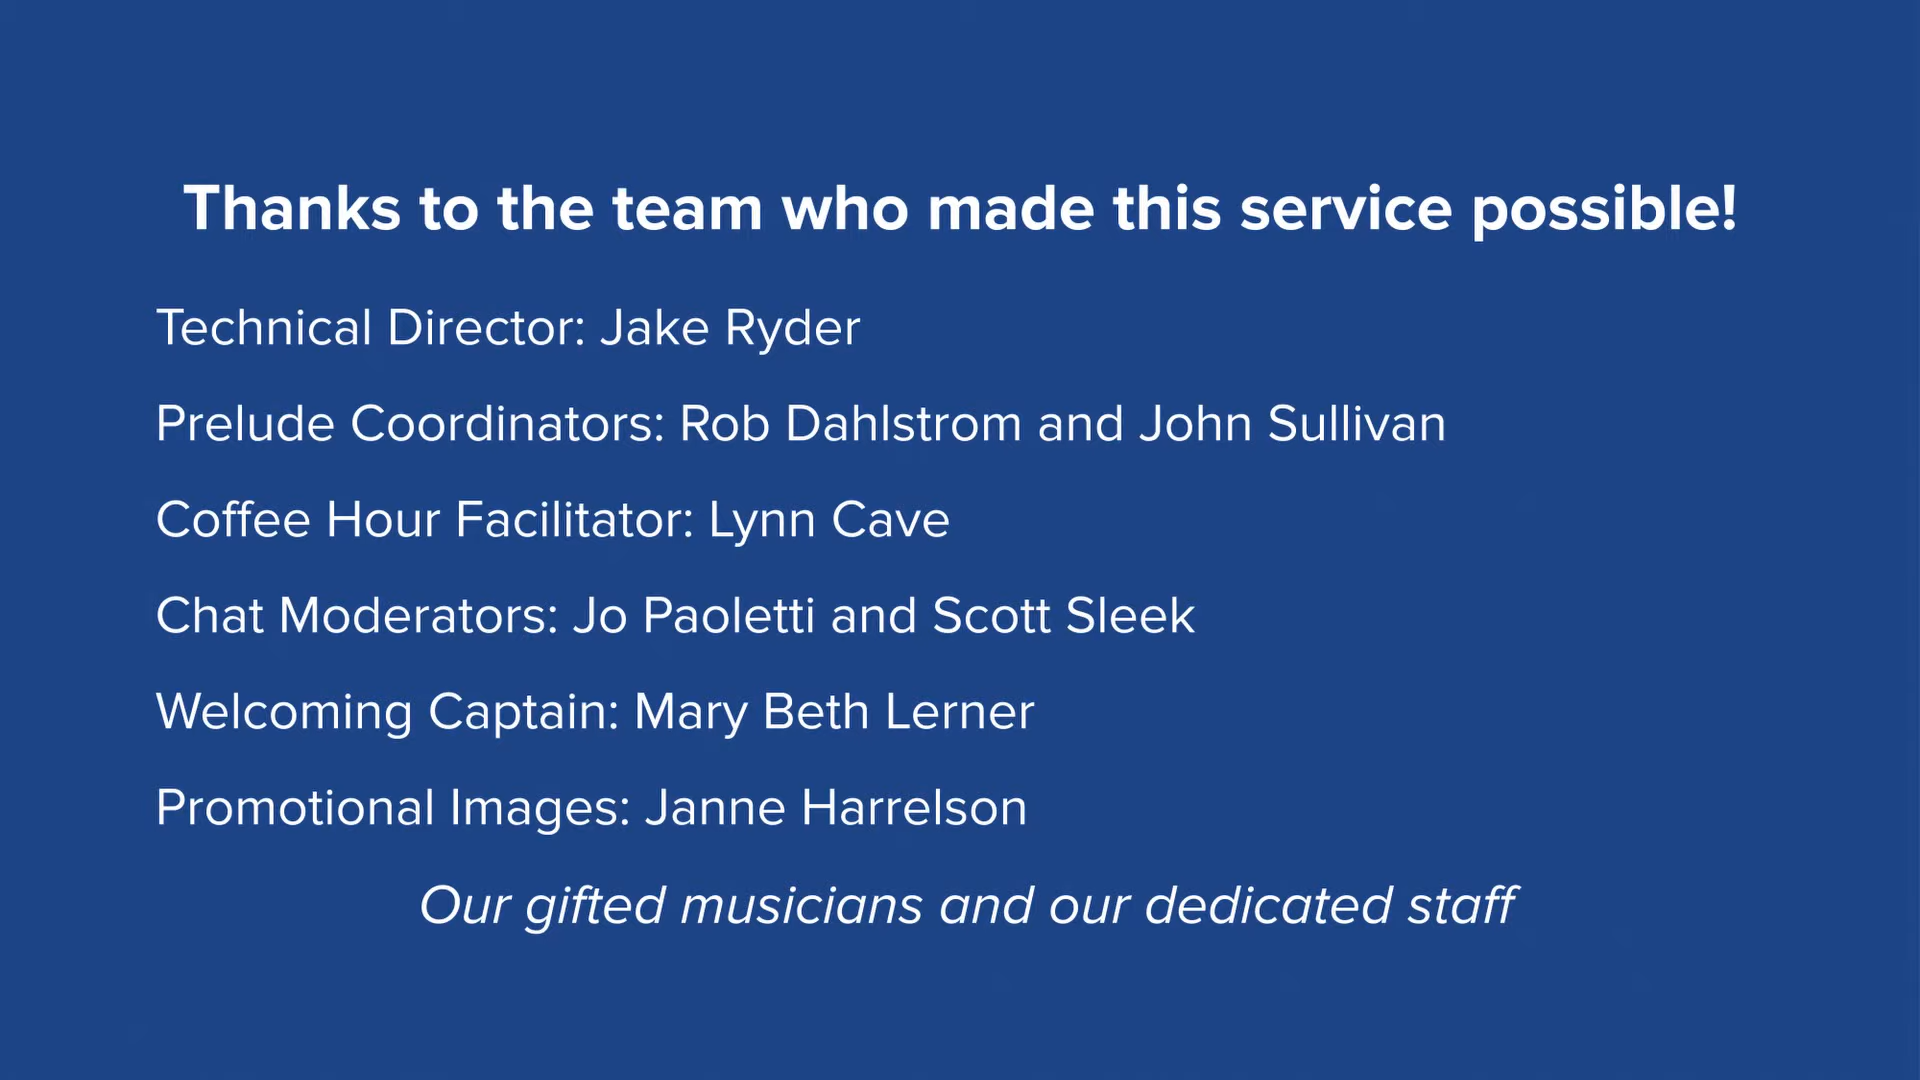 Thanks to the team who made this service possible!
Technical Director: Jake Ryder
Prelude Coordinators: Rob Dahlstrom and John Sullivan
Coffee Hour Facilitator: Lynn Cave
Chat Moderators: Jo Paoletti and Scott Sleek
Welcoming Captain: Mary Beth Lerner
Promotional Images: Janne Harrelson
Our gifted musicians and our dedicated staff